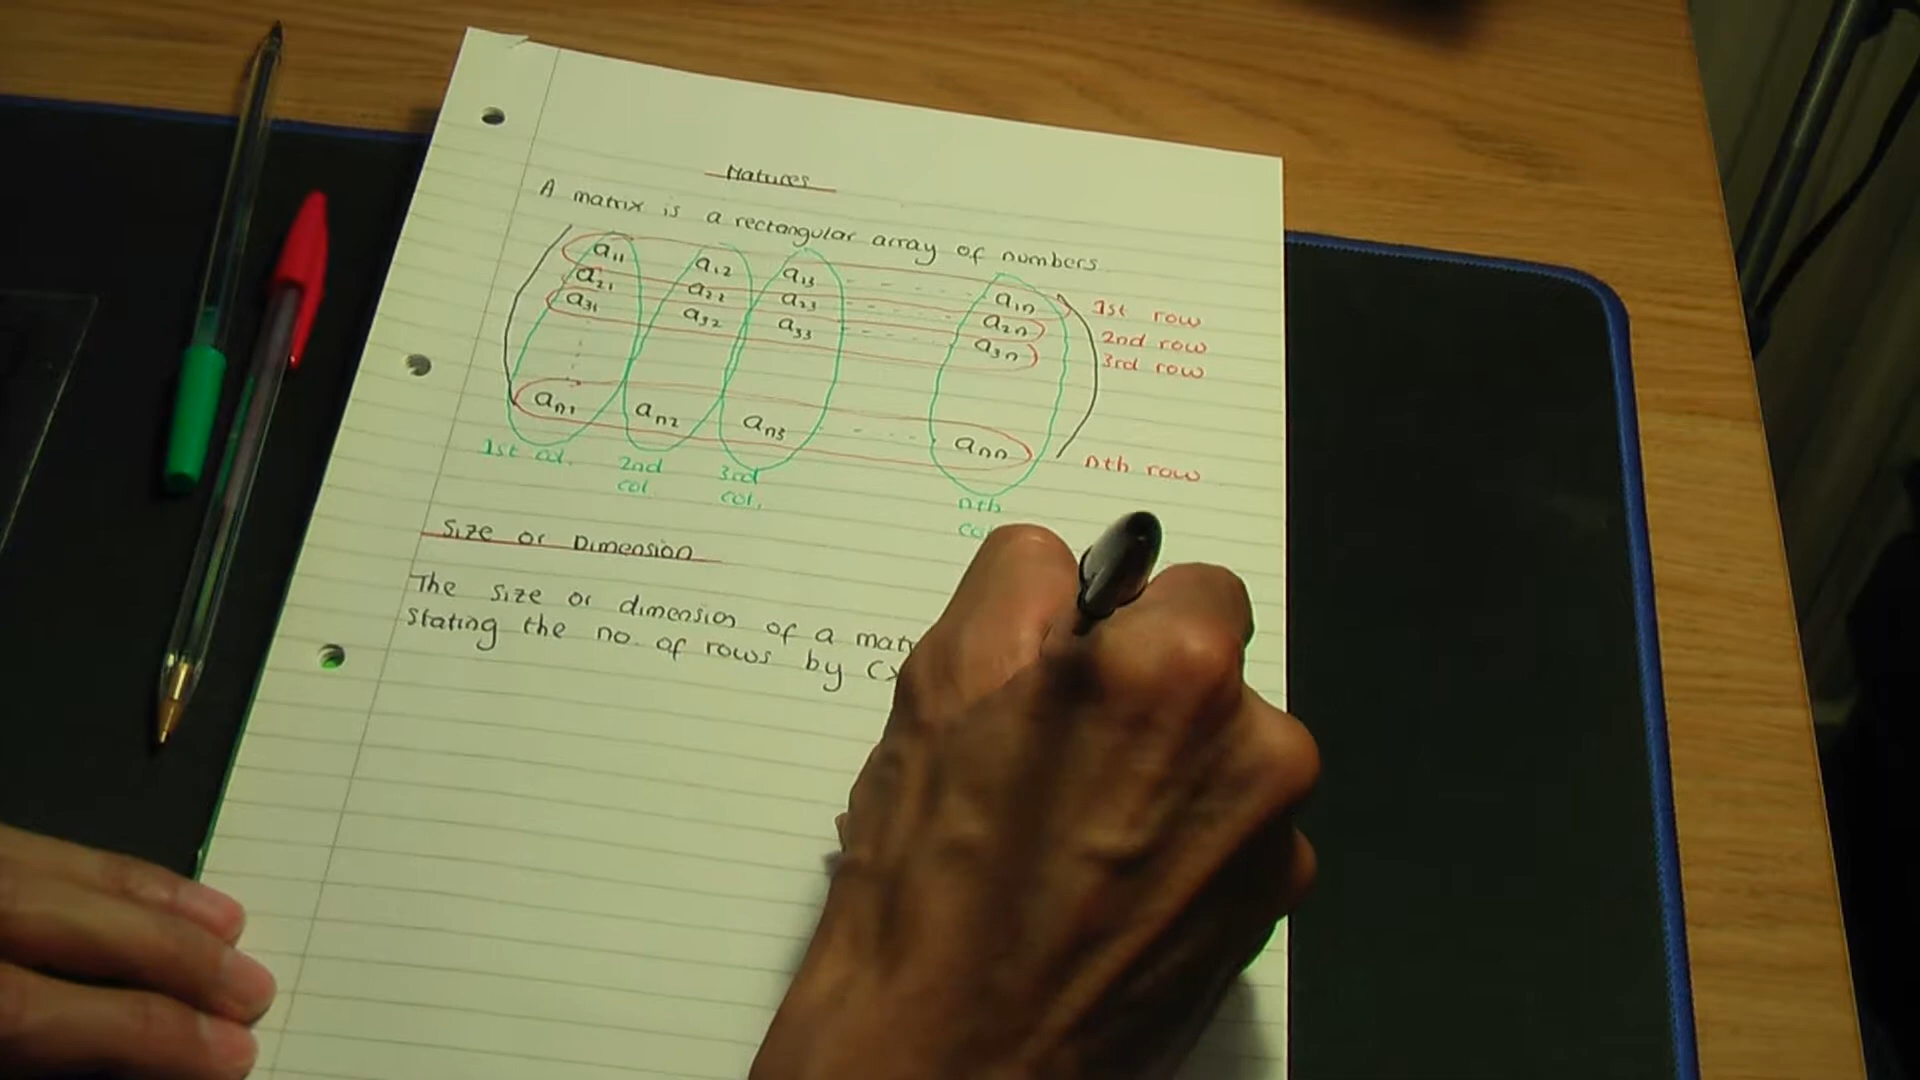 Matrices
A matrix is a rectangular array of numbers.
a11 a12 a13 - - - - a1n 1st row
a21 a22 a23 - - - - a2n 2nd row
a31 a32 a33 - - - - a3n 3rd row
an1 an2 an3 - - - - ann nth row
1st col. 2nd col. 3rd col. nth
Size or Dimension
The size or dimension of a
stating the no. of rows by (x